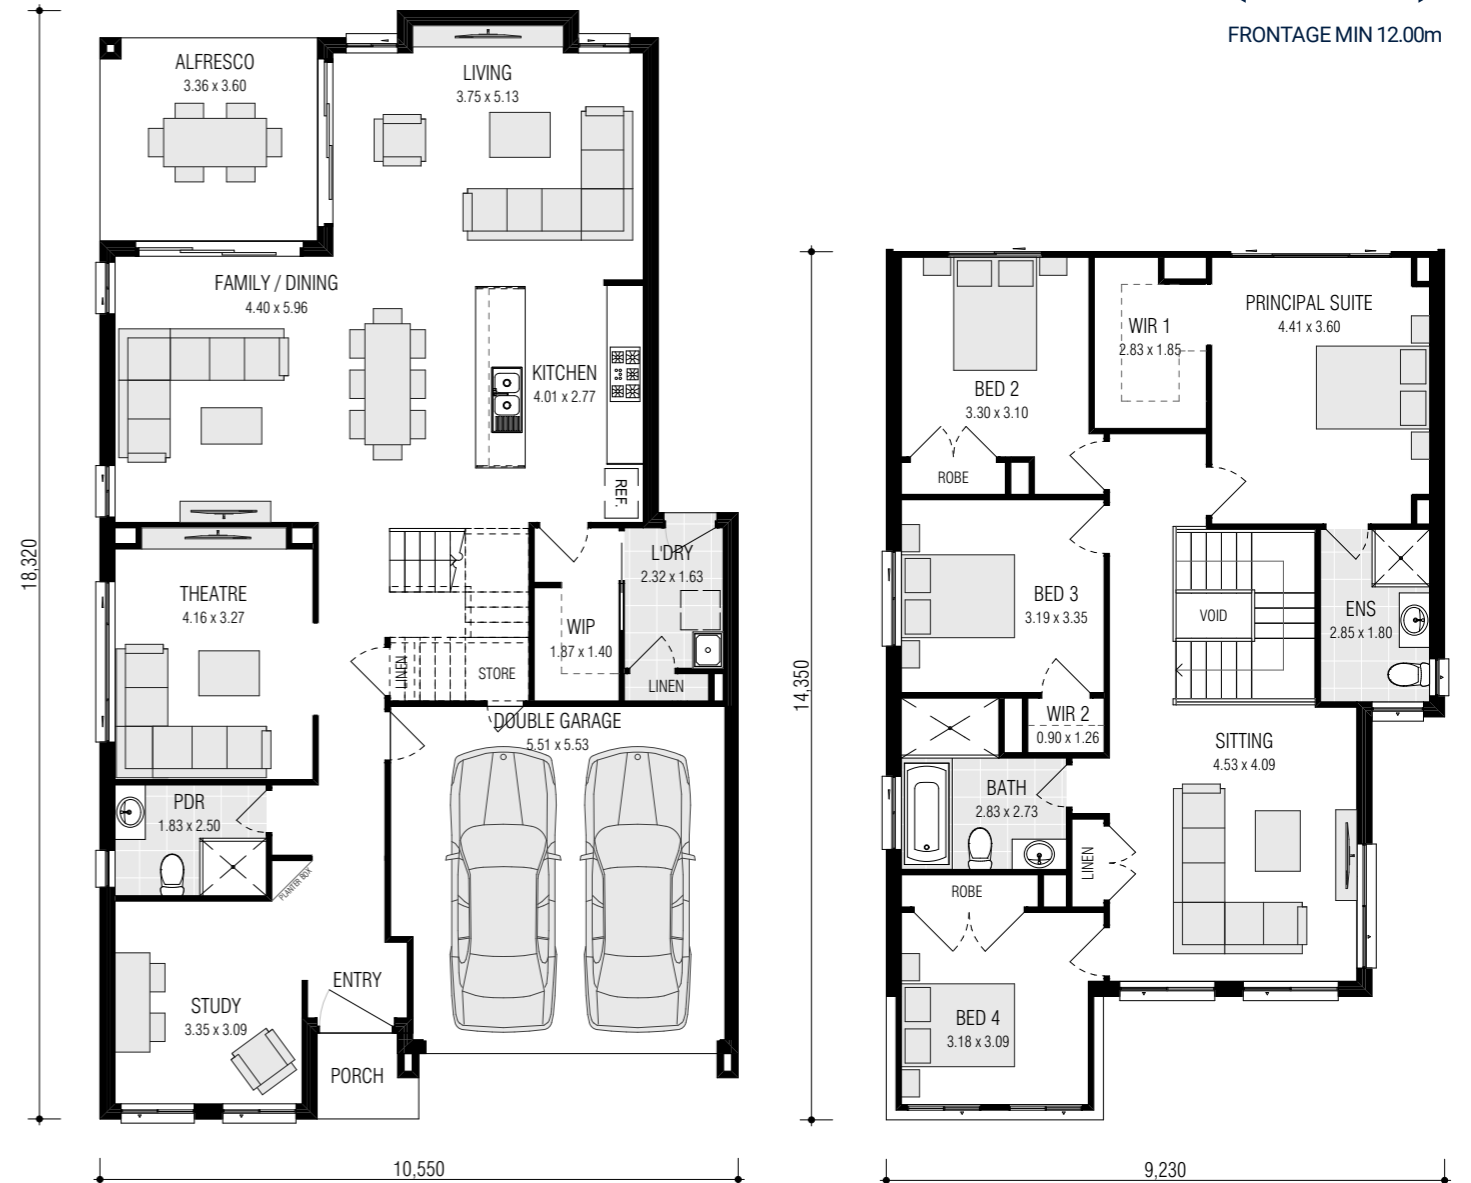 FRONTAGE MIN 12.00m
ALFRESCO
3.36 x 3.60
LIVING
3.75 x 5.13
FAMILY / DINING
4.40 x 5.96
KITCHEN
4.01 x 2.77
REF.
THEATRE
4.16 x 3.27
L'DRY
2.32 x 1.63
WIP
1.87 x 1.40
LINEN
STORE
LINEN
DOUBLE GARAGE
5.51 x 5.53
PDR
1.83 x 2.50
PLANTER BOX
STUDY
3.35 x 3.09
ENTRY
PORCH
18,320
10,550
BED 2
3.30 x 3.10
ROBE
WIR 1
2.83 x 1.85
PRINCIPAL SUITE
4.41 x 3.60
BED 3
3.19 x 3.35
VOID
ENS
2.85 x 1.80
WIR 2
0.90 x 1.26
SITTING
4.53 x 4.09
BATH
2.83 x 2.73
LINEN
ROBE
BED 4
3.18 x 3.09
14,350
9,230